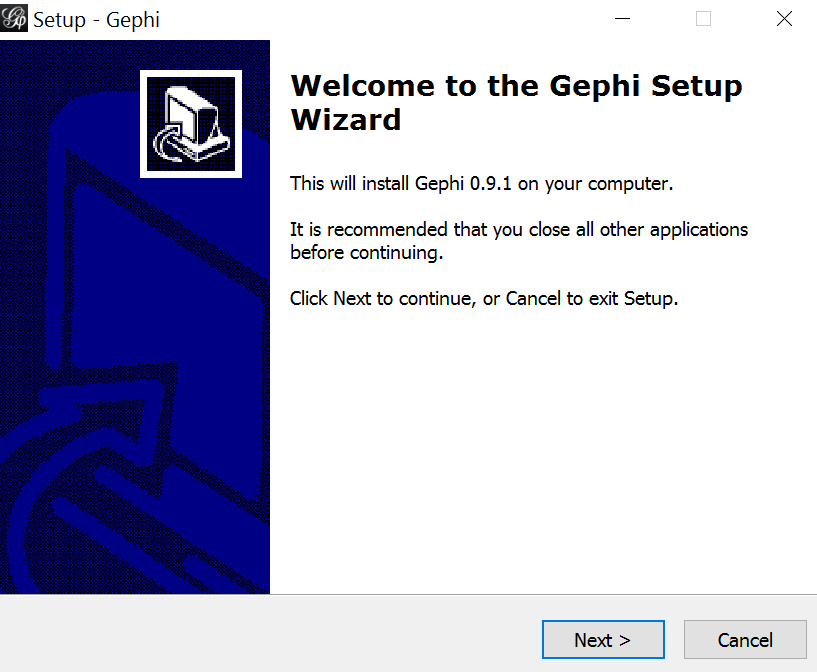 Setup - Gephi
Welcome to the Gephi Setup
Wizard
This will install Gephi 0.9.1 on your computer.
It is recommended that you close all other applications
before continuing.
Click Next to continue, or Cancel to exit Setup.
Next >
Cancel